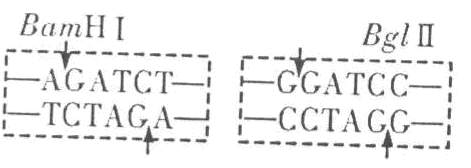 BamH I
Bgl II
—AGATCT—
—TCTAGA—
—GGATCC—
—CCTAGG—